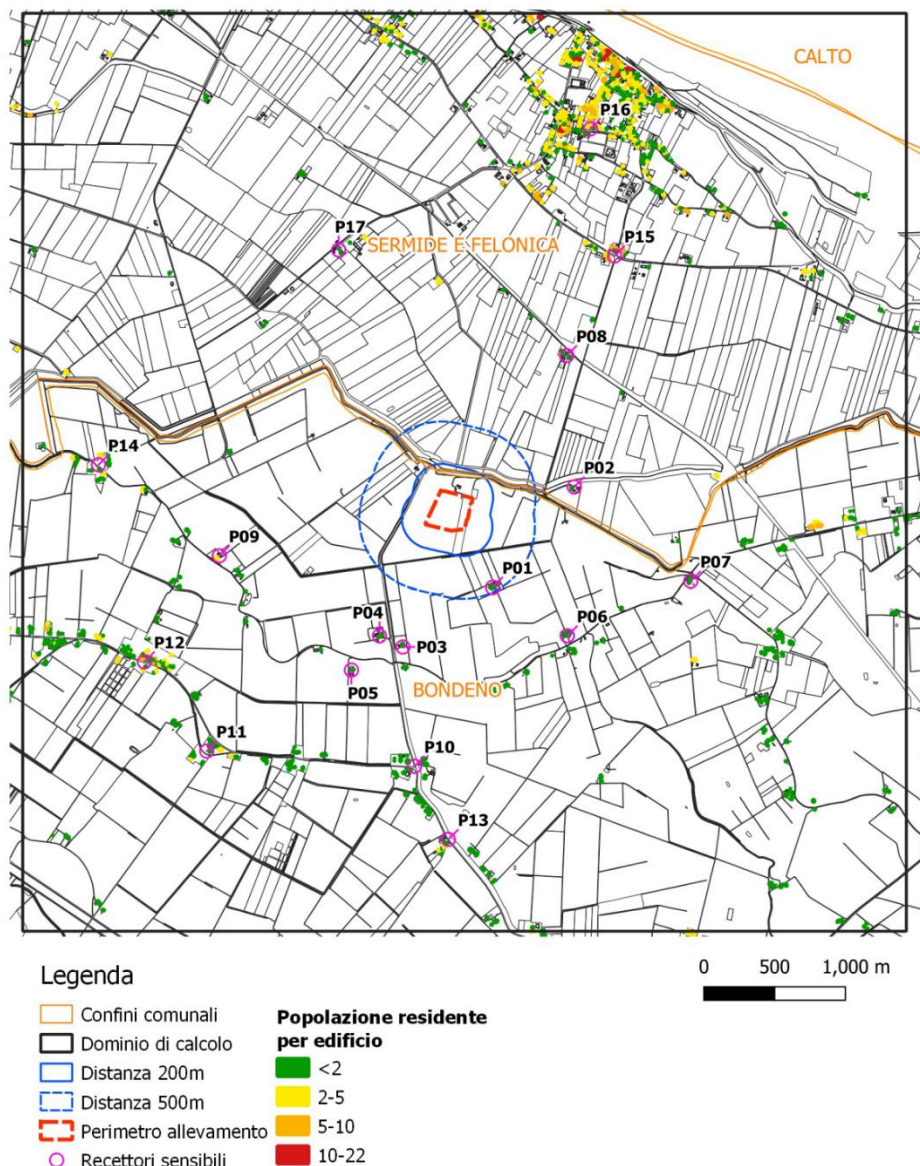 CALTO
P16
P17
SERMIDE E FELONICA
P15
P08
P14
P02
P09
P07
P01
P04
P03
P06
P12
P05
BONDENO
P11
P10
P13
Legenda
Confini comunali
Dominio di calcolo
Distanza 200m
Distanza 500m
Perimetro allevamento
Recettori sensibili
Popolazione residente
per edificio
<2
2-5
5-10
10-22
0 500 1,000 m